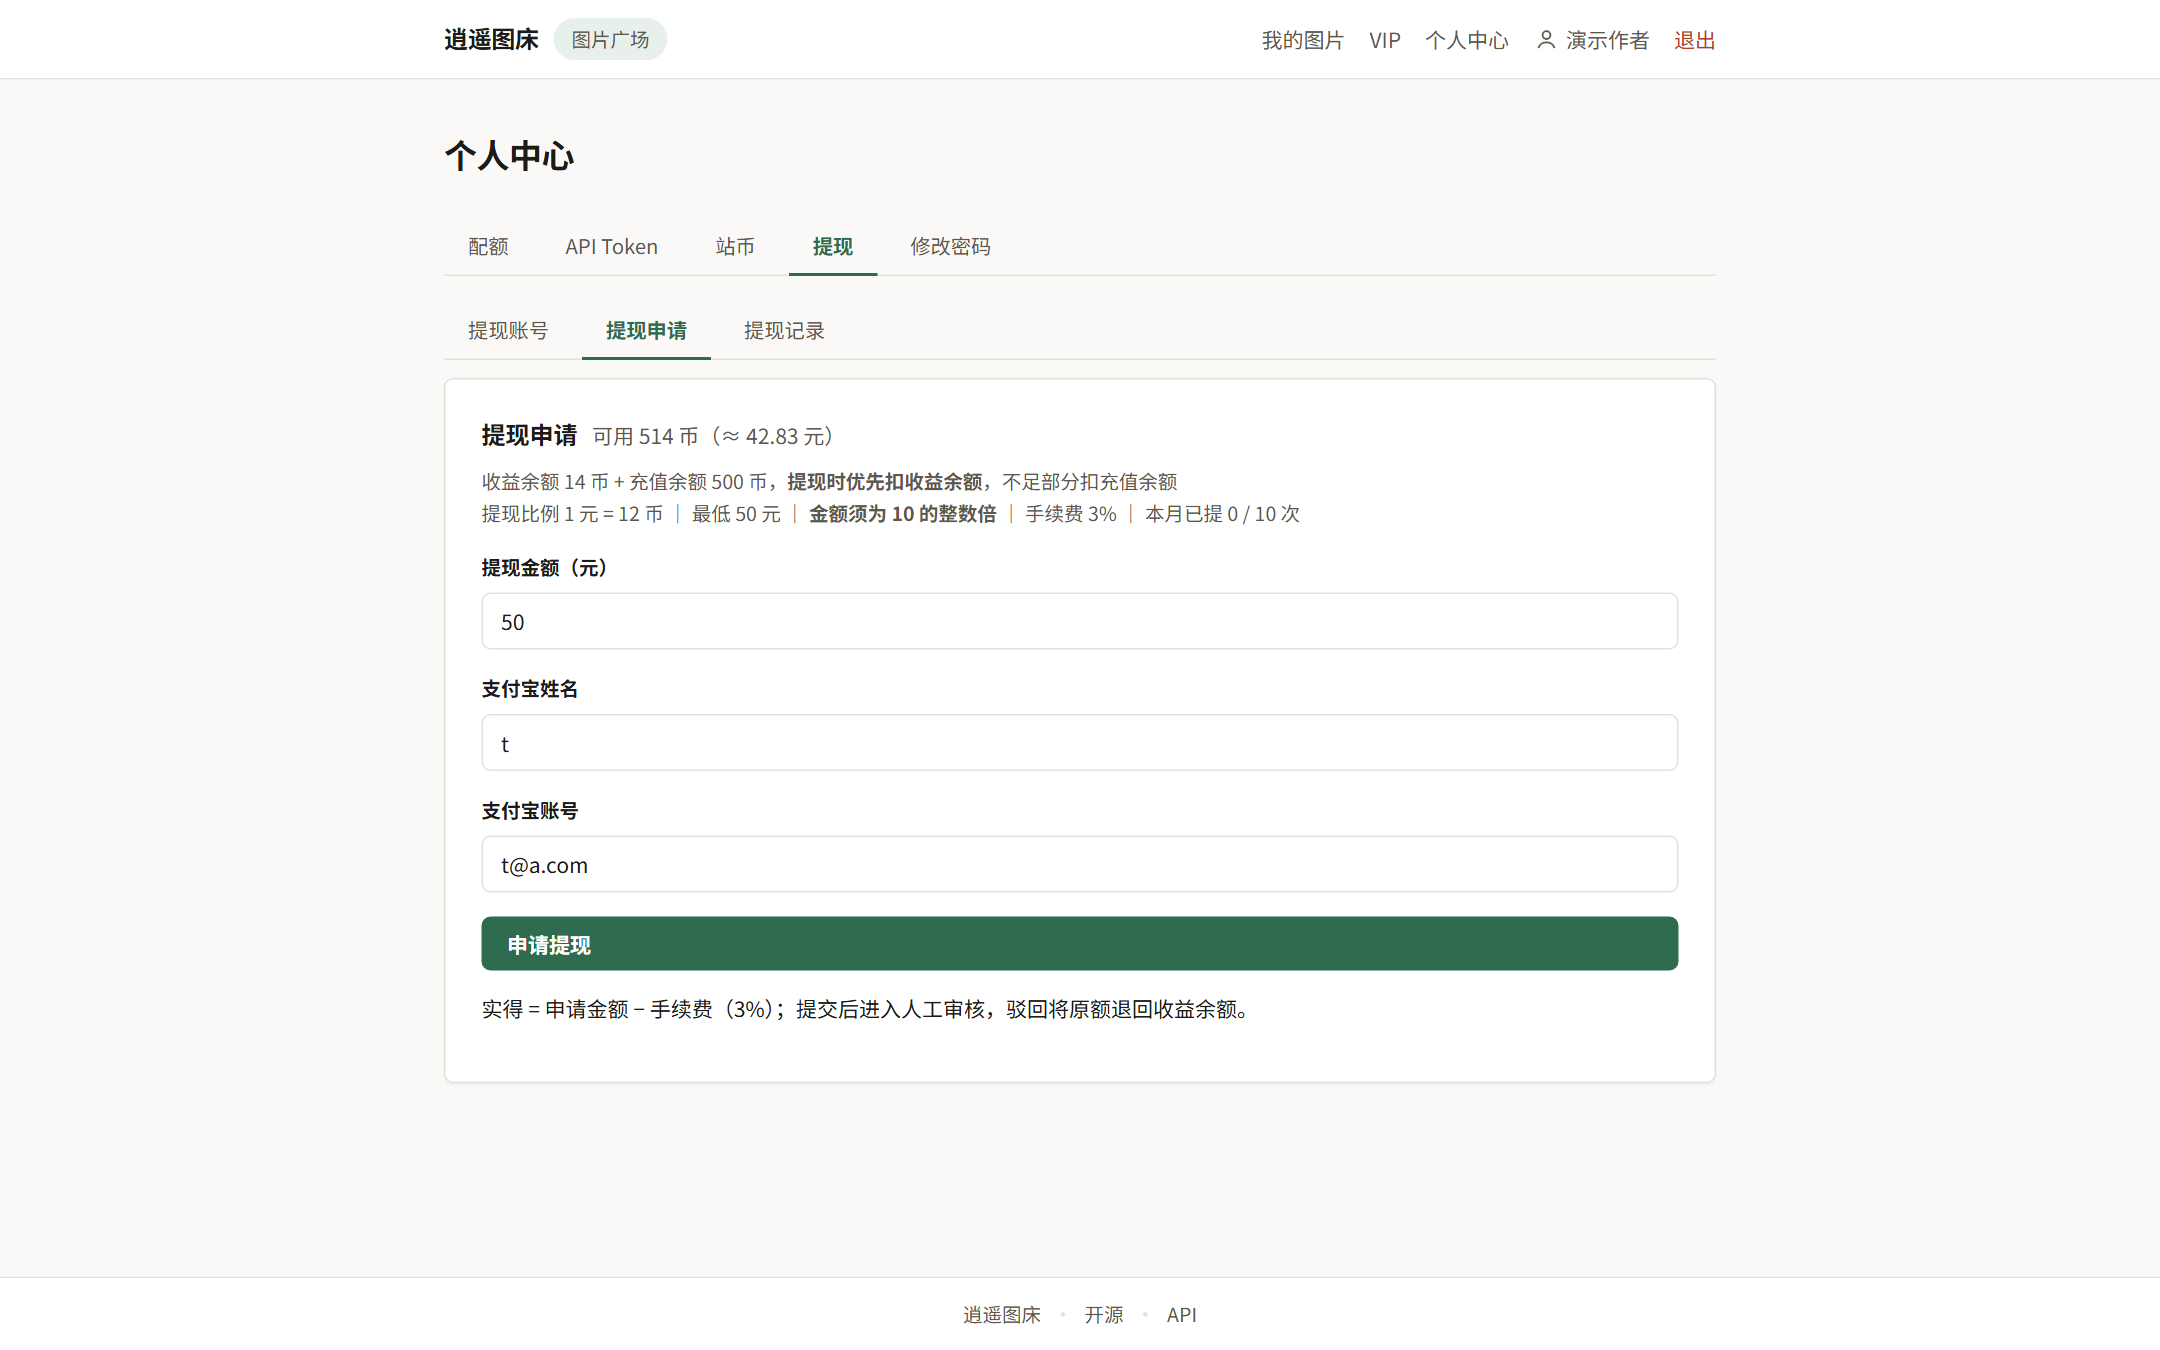 逍遥图床 图片广场 我的图片 VIP 个人中心 演示作者 退出
个人中心
配额 API Token 站币 提现 修改密码
提现账号 提现申请 提现记录
提现申请 可用 514 币（≈ 42.83 元）
收益余额 14 币 + 充值余额 500 币，提现时优先扣收益余额，不足部分扣充值余额
提现比例 1 元 = 12 币 ｜ 最低 50 元 ｜ 金额须为 10 的整数倍 ｜ 手续费 3% ｜ 本月已提 0 / 10 次
提现金额（元）
50
支付宝姓名
t
支付宝账号
t@a.com
申请提现
实得 = 申请金额 − 手续费（3%）；提交后进入人工审核，驳回将原额退回收益余额。
逍遥图床 • 开源 • API